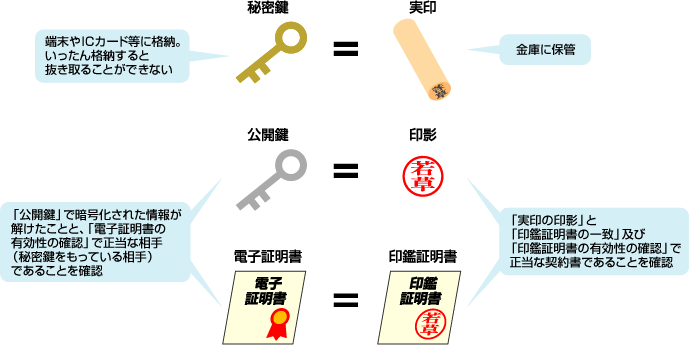 秘密鍵
実印
端末やICカード等に格納。
いったん格納すると
抜き取ることができない
＝
金庫に保管
公開鍵
印影
＝
若草
「公開鍵」で暗号化された情報が
解けたことと、「電子証明書の
有効性の確認」で正当な相手
（秘密鍵をもっている相手）
であることを確認
「実印の印影」と
「印鑑証明書の一致」及び
「印鑑証明書の有効性の確認」で
正当な契約書であることを確認
電子証明書
印鑑証明書
電子
証明書
＝
印鑑
証明書
若草